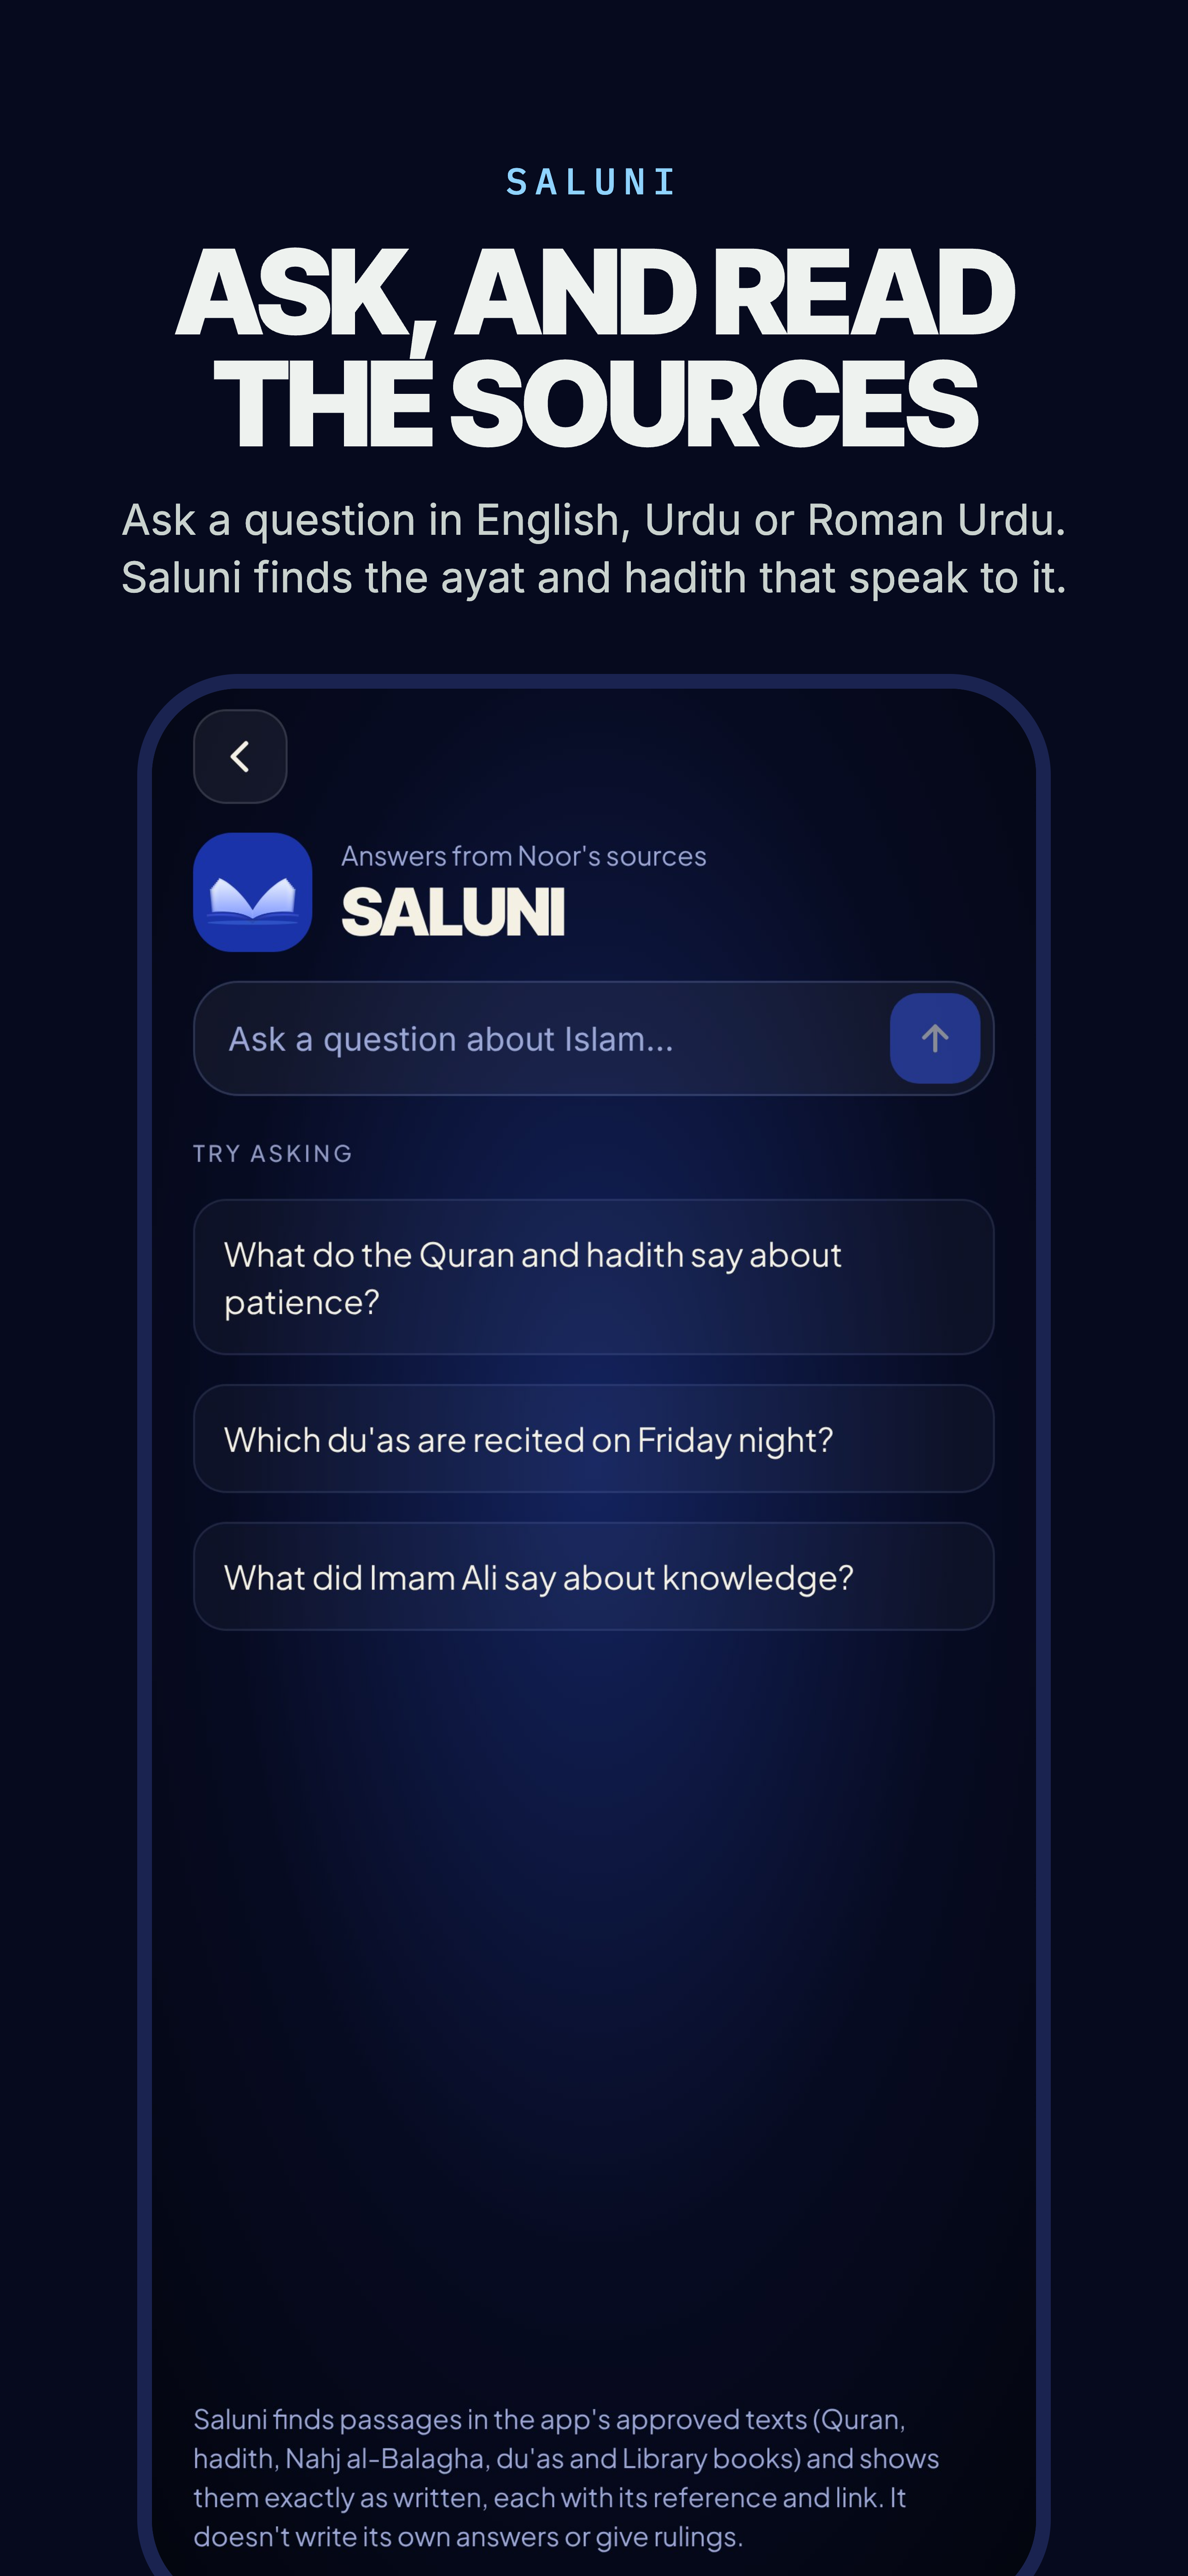 SALUNI
ASK, AND READ
THE SOURCES
Ask a question in English, Urdu or Roman Urdu.
Saluni finds the ayat and hadith that speak to it.
Answers from Noor's sources
SALUNI
Ask a question about Islam...
TRY ASKING
What do the Quran and hadith say about
patience?
Which du'as are recited on Friday night?
What did Imam Ali say about knowledge?
Saluni finds passages in the app's approved texts (Quran,
hadith, Nahj al-Balagha, du'as and Library books) and shows
them exactly as written, each with its reference and link. It
doesn't write its own answers or give rulings.